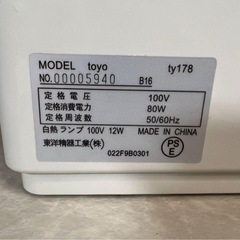 MODEL toyo ty178
NO.00005940 B16
定格電圧 100V
定格消費電力 80W
定格周波数 50/60Hz
白熱ランプ 100V 12W MADE IN CHINA
東洋精器工業(株)
022F9B0301
PSE